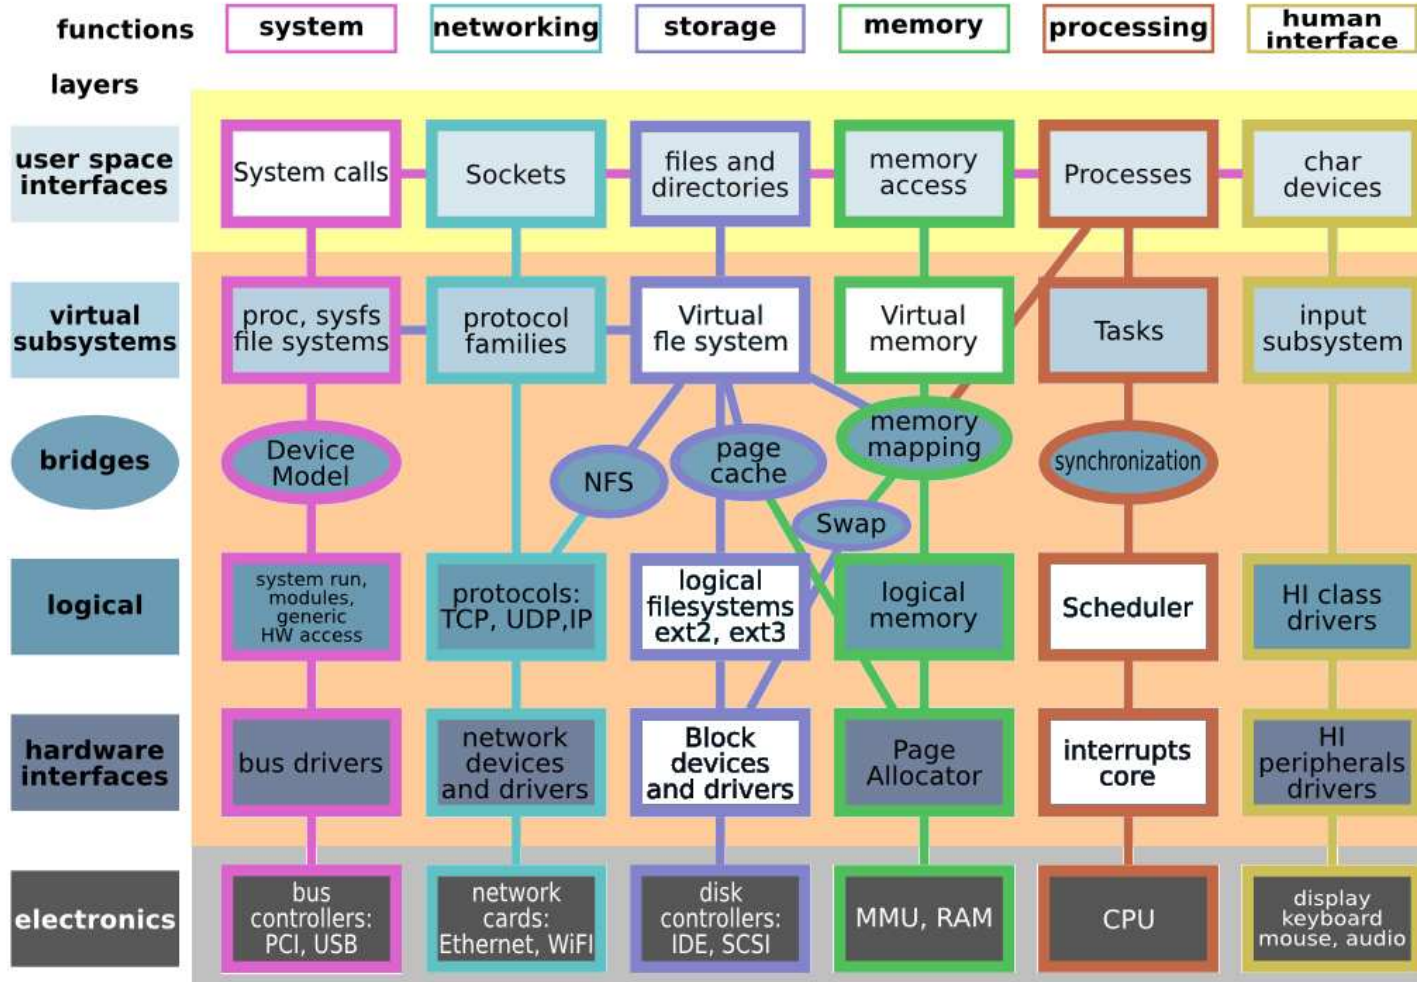 functions
system
networking
storage
memory
processing
human
interface
layers
user space
interfaces
System calls
Sockets
files and
directories
memory
access
Processes
char
devices
virtual
subsystems
proc, sysfs
file systems
protocol
families
Virtual
fle system
Virtual
memory
Tasks
input
subsystem
bridges
Device
Model
NFS
page
cache
memory
mapping
Swap
synchronization
logical
system run,
modules,
generic
HW access
protocols:
TCP, UDP,IP
logical
filesystems
ext2, ext3
logical
memory
Scheduler
HI class
drivers
hardware
interfaces
bus drivers
network
devices
and drivers
Block
devices
and drivers
Page
Allocator
interrupts
core
HI
peripherals
drivers
electronics
bus
controllers:
PCI, USB
network
cards:
Ethernet, WiFI
disk
controllers:
IDE, SCSI
MMU, RAM
CPU
display
keyboard
mouse, audio